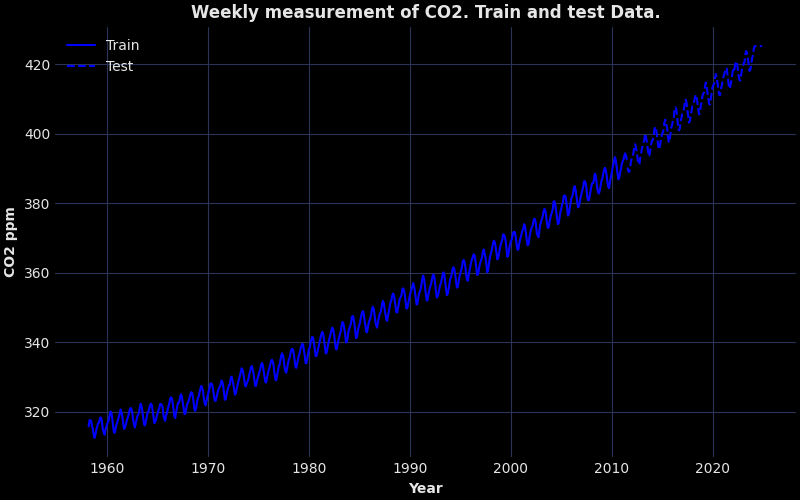 Weekly measurement of CO2. Train and test Data.
Train
Test
420
400
380
360
340
320
CO2 ppm
1960 1970 1980 1990 2000 2010 2020
Year